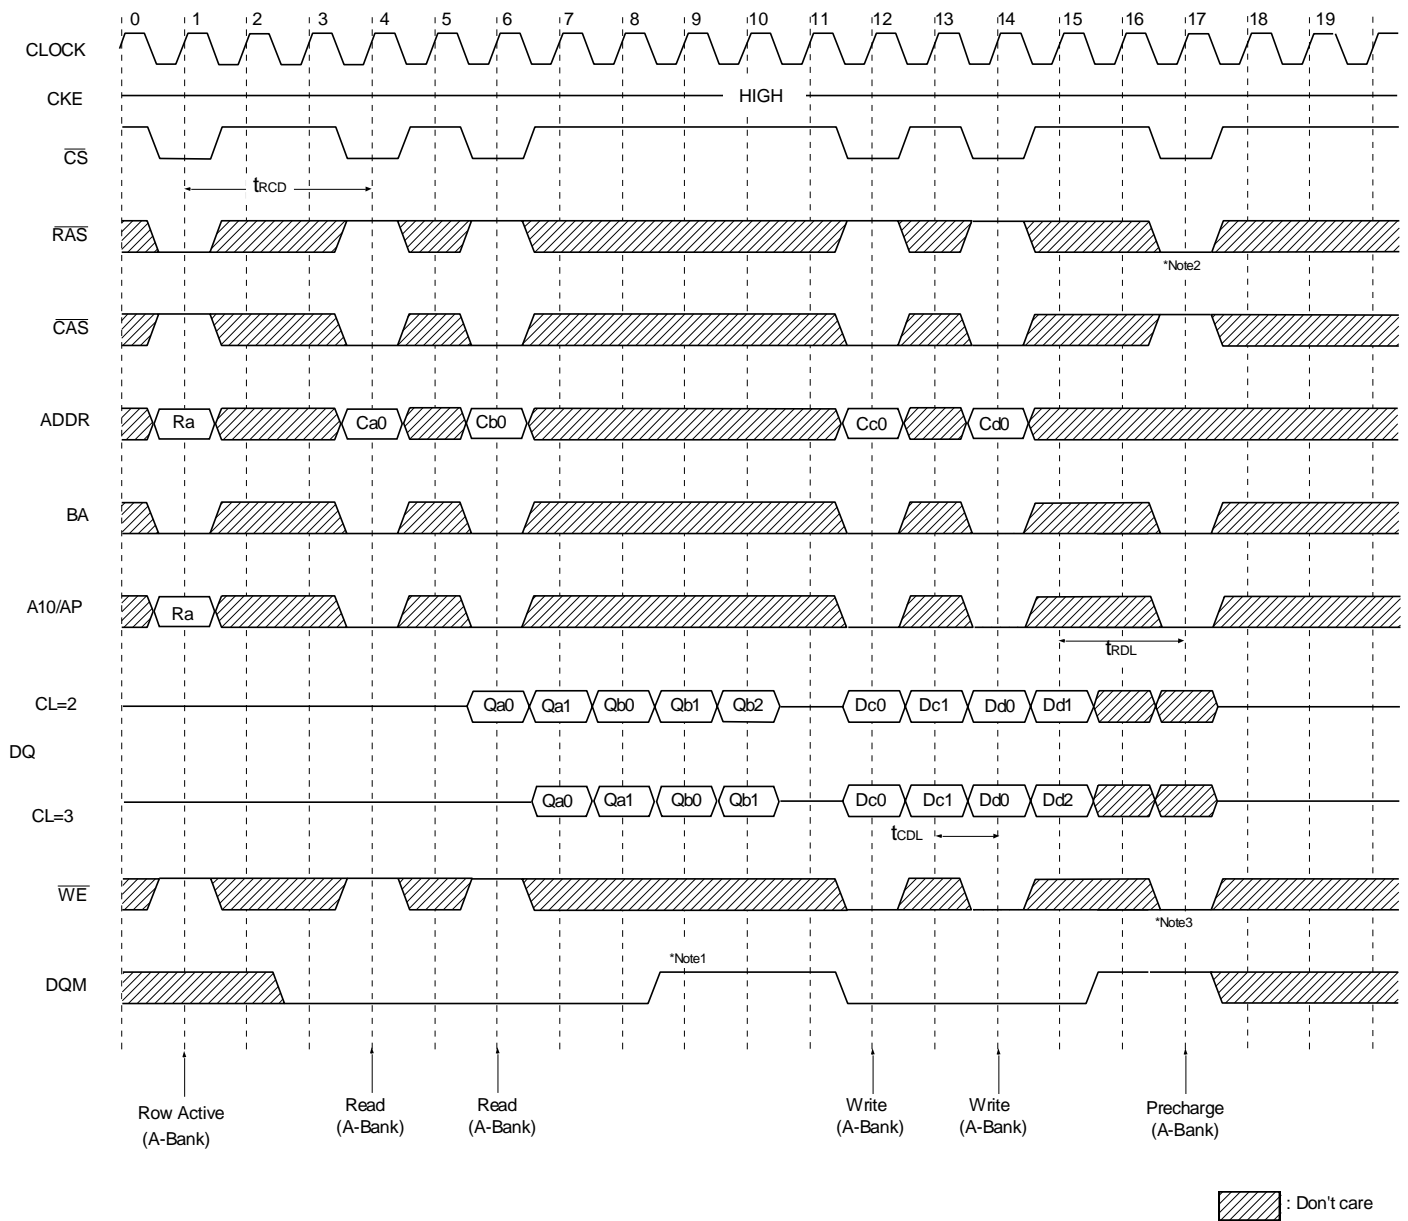 0 1 2 3 4 5 6 7 8 9 10 11 12 13 14 15 16 17 18 19
CLOCK
CKE HIGH
CS
tRCD
RAS
*Note2
CAS
ADDR Ra Ca0 Cb0 Cc0 Cd0
BA
A10/AP Ra
tRDL
CL=2 Qa0 Qa1 Qb0 Qb1 Qb2 Dc0 Dc1 Dd0 Dd1
DQ
CL=3 Qa0 Qa1 Qb0 Qb1 Dc0 Dc1 Dd0 Dd2
tCDL
WE
*Note3
*Note1
DQM
Row Active
(A-Bank)
Read
(A-Bank)
Read
(A-Bank)
Write
(A-Bank)
Write
(A-Bank)
Precharge
(A-Bank)
: Don't care